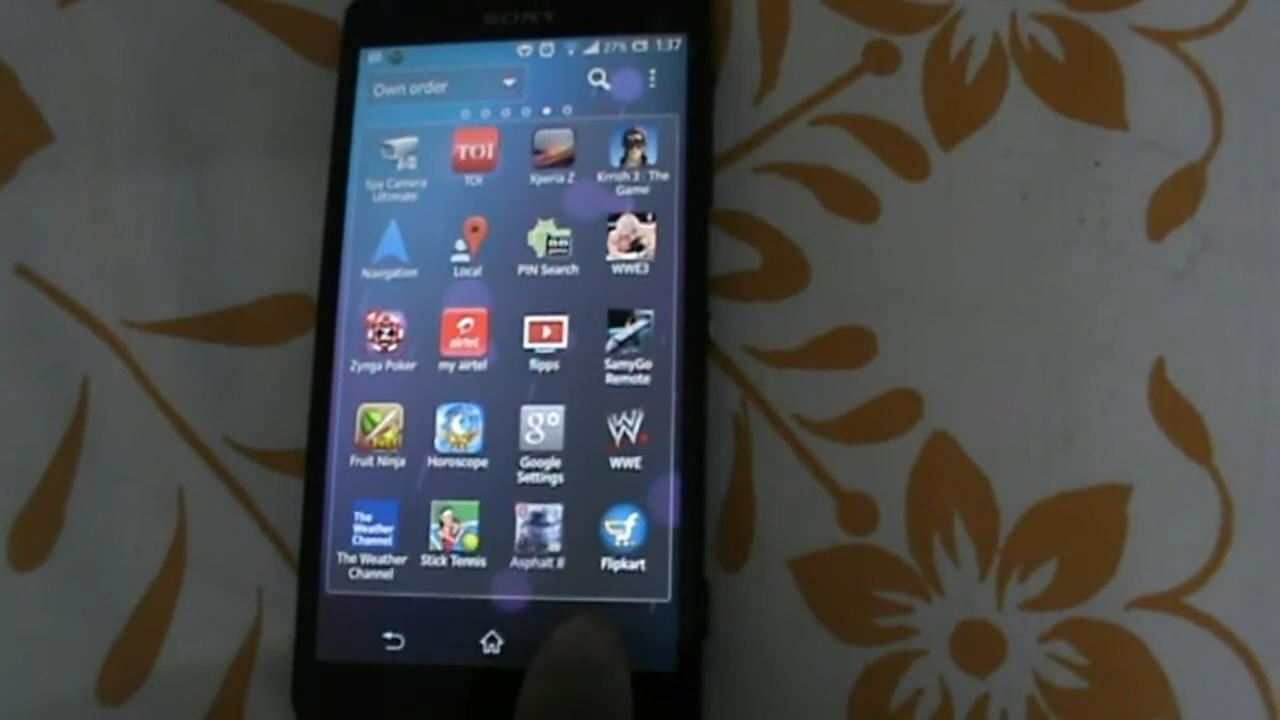 SONY
27% 1:37
Own order
TOI
Spy Camera
Ultimate
TOI
Xperia Z
Krrish 3 : The
Game
Navigation
Local
PIN Search
WWE3
airtel
Zynga Poker
my airtel
flipps
SamyGo
Remote
g
Fruit Ninja
Horoscope
Google
Settings
WWE
The
Weather
Channel
The Weather
Channel
Stick Tennis
Asphalt 8
Flipkart